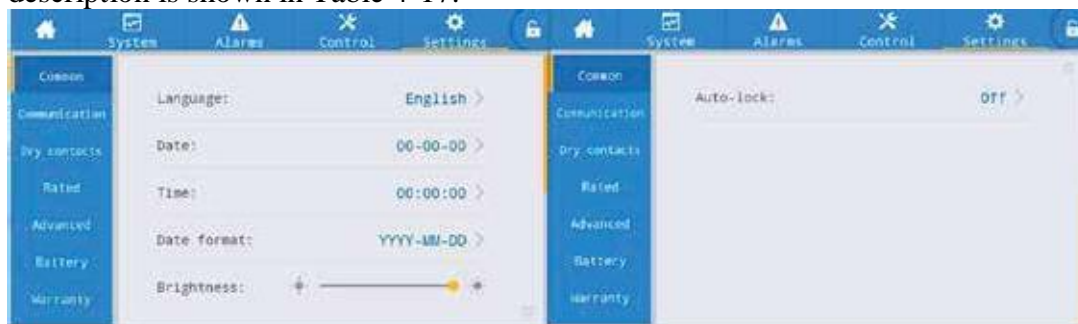 description is shown in Table 4-17.
System Alarms Control Settings
Common
Communication
Dry contacts
Rated
Advanced
Battery
Warranty
Language: English >
Date: 00-00-00 >
Time: 00:00:00 >
Date format: YYYY-MM-DD >
Brightness:
System Alarms Control Settings
Common
Communication
Dry contacts
Rated
Advanced
Battery
Warranty
Auto-lock: Off >